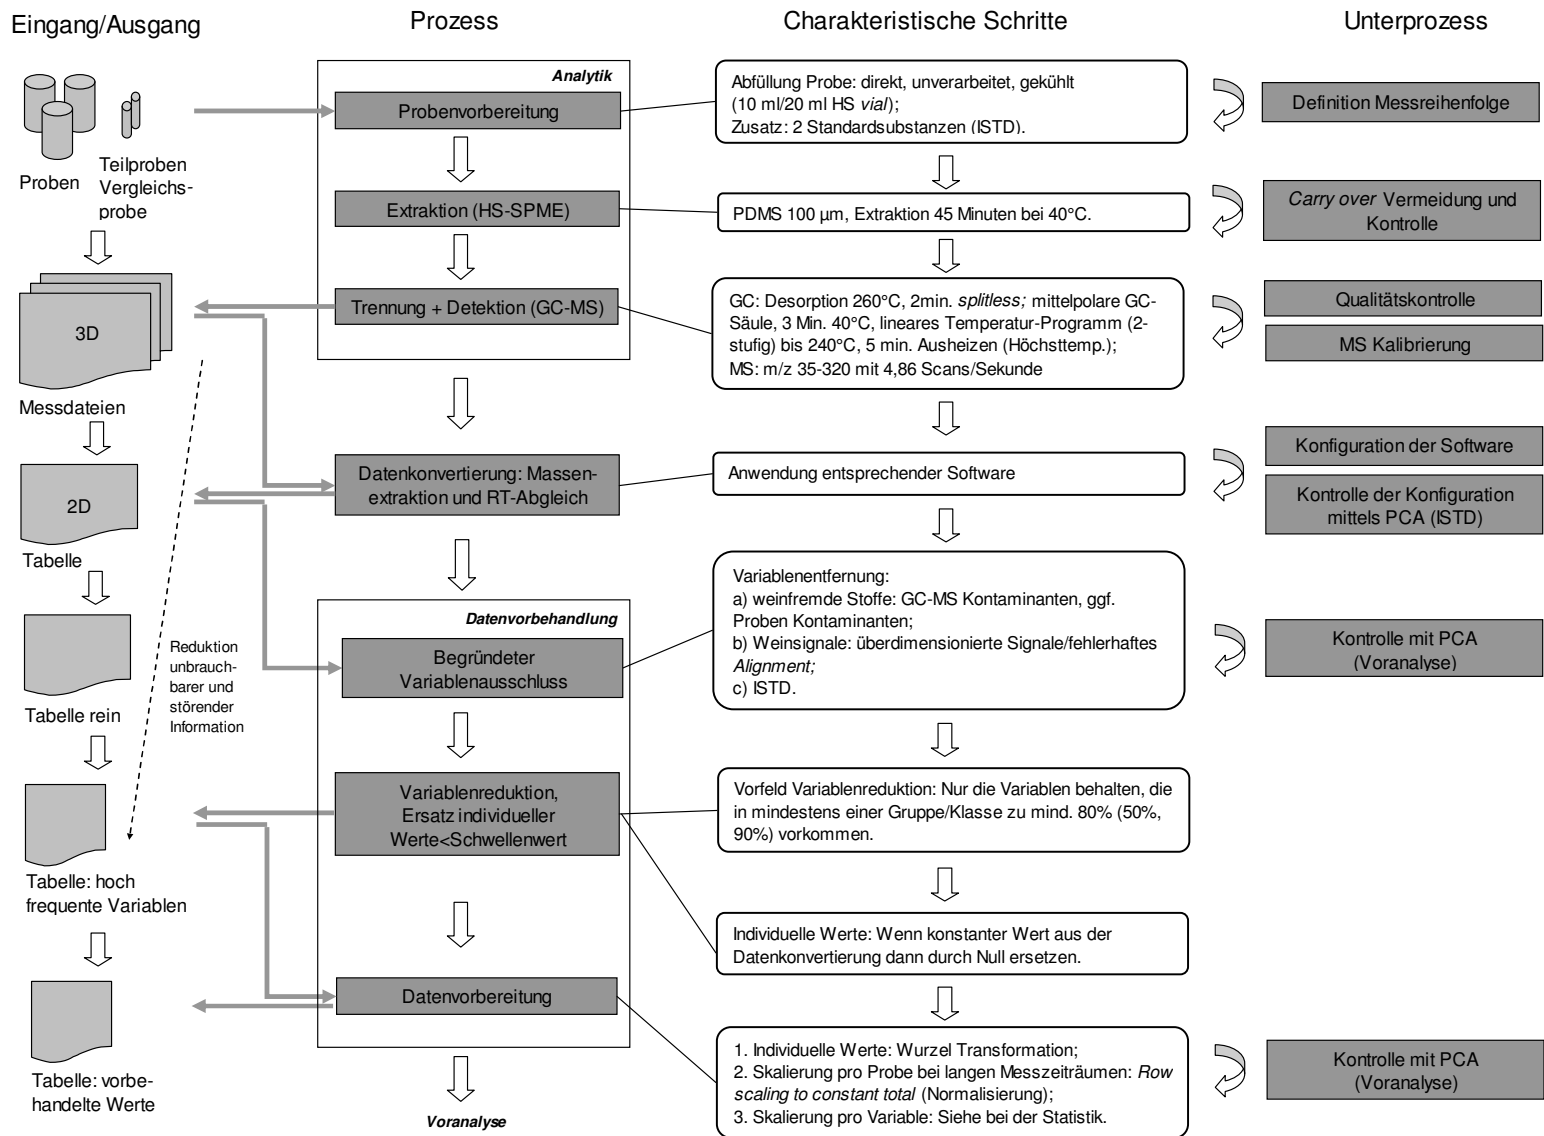 Eingang/Ausgang
Prozess
Charakteristische Schritte
Unterprozess
Proben
Teilproben
Vergleichs-
probe
3D
Messdateien
2D
Tabelle
Tabelle rein
Tabelle: hoch
frequente Variablen
Tabelle: vorbe-
handelte Werte
Reduktion
unbrauch-
barer und
störender
Information
Analytik
Probenvorbereitung
Extraktion (HS-SPME)
Trennung + Detektion (GC-MS)
Datenkonvertierung: Massen-
extraktion und RT-Abgleich
Datenvorbehandlung
Begründeter
Variablenausschluss
Variablenreduktion,
Ersatz individueller
Werte<Schwellenwert
Datenvorbereitung
Voranalyse
Abfüllung Probe: direkt, unverarbeitet, gekühlt
(10 ml/20 ml HS vial);
Zusatz: 2 Standardsubstanzen (ISTD).
PDMS 100 µm, Extraktion 45 Minuten bei 40°C.
GC: Desorption 260°C, 2min. splitless; mittelpolare GC-
Säule, 3 Min. 40°C, lineares Temperatur-Programm (2-
stufig) bis 240°C, 5 min. Ausheizen (Höchsttemp.);
MS: m/z 35-320 mit 4,86 Scans/Sekunde
Anwendung entsprechender Software
Variablenentfernung:
a) weinfremde Stoffe: GC-MS Kontaminanten, ggf.
Proben Kontaminanten;
b) Weinsignale: überdimensionierte Signale/fehlerhaftes
Alignment;
c) ISTD.
Vorfeld Variablenreduktion: Nur die Variablen behalten, die
in mindestens einer Gruppe/Klasse zu mind. 80% (50%,
90%) vorkommen.
Individuelle Werte: Wenn konstanter Wert aus der
Datenkonvertierung dann durch Null ersetzen.
1. Individuelle Werte: Wurzel Transformation;
2. Skalierung pro Probe bei langen Messzeiträumen: Row
scaling to constant total (Normalisierung);
3. Skalierung pro Variable: Siehe bei der Statistik.
Definition Messreihenfolge
Carry over Vermeidung und
Kontrolle
Qualitätskontrolle
MS Kalibrierung
Konfiguration der Software
Kontrolle der Konfiguration
mittels PCA (ISTD)
Kontrolle mit PCA
(Voranalyse)
Kontrolle mit PCA
(Voranalyse)